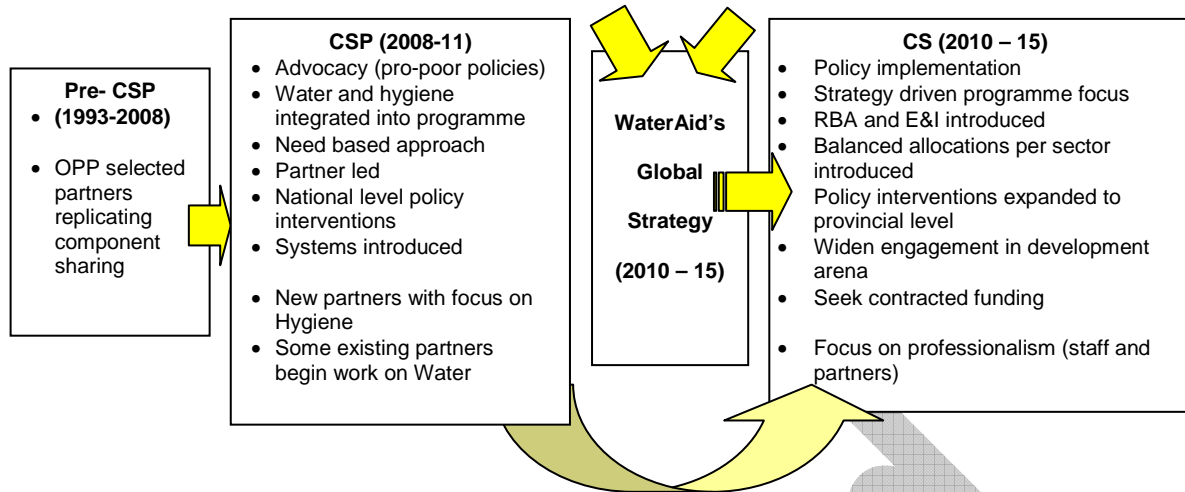 Pre- CSP
• (1993-2008)
• OPP selected
partners
replicating
component
sharing
CSP (2008-11)
• Advocacy (pro-poor policies)
• Water and hygiene
integrated into programme
• Need based approach
• Partner led
• National level policy
interventions
• Systems introduced
• New partners with focus on
Hygiene
• Some existing partners
begin work on Water
WaterAid's
Global
Strategy
(2010 – 15)
CS (2010 – 15)
• Policy implementation
• Strategy driven programme focus
• RBA and E&I introduced
• Balanced allocations per sector
introduced
• Policy interventions expanded to
provincial level
• Widen engagement in development
arena
• Seek contracted funding
• Focus on professionalism (staff and
partners)